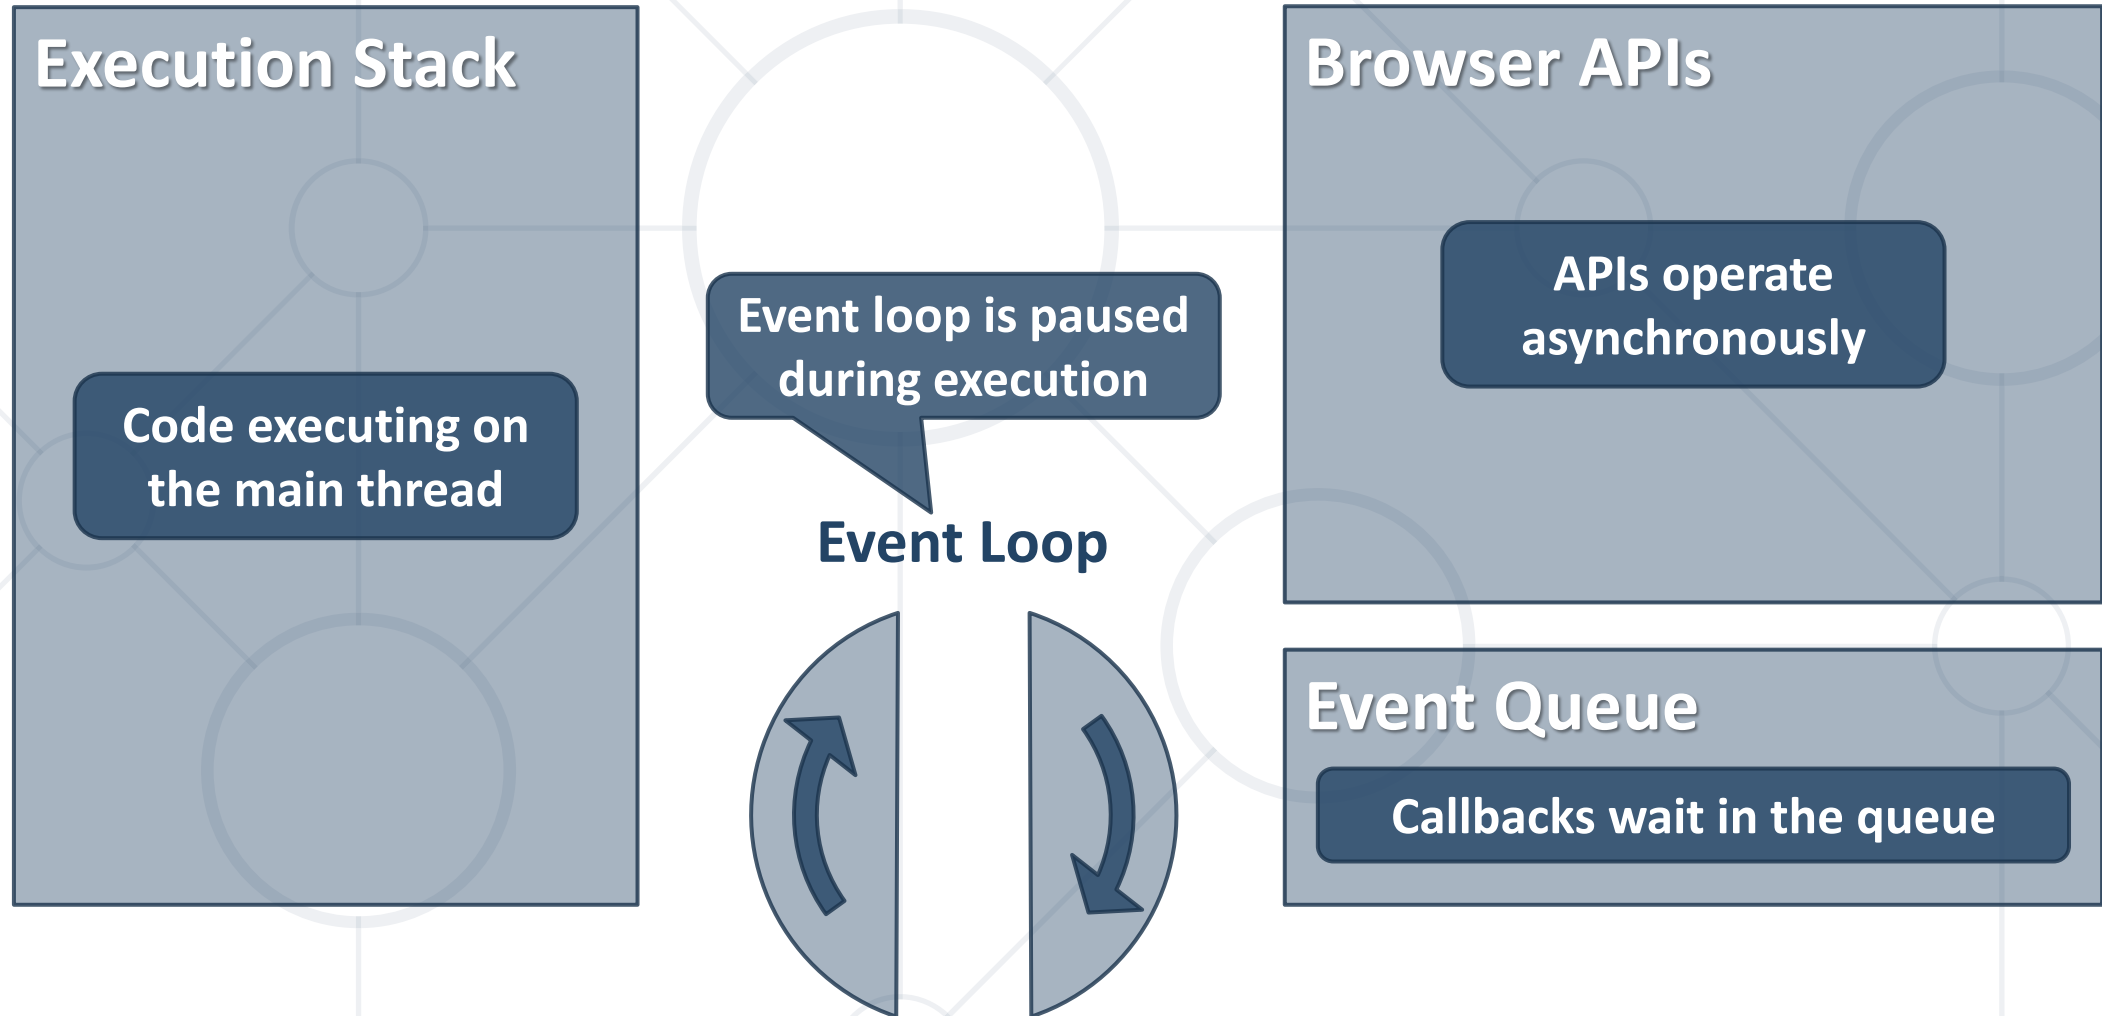 Execution Stack
Code executing on
the main thread
Event loop is paused
during execution
Event Loop
Browser APIs
APIs operate
asynchronously
Event Queue
Callbacks wait in the queue